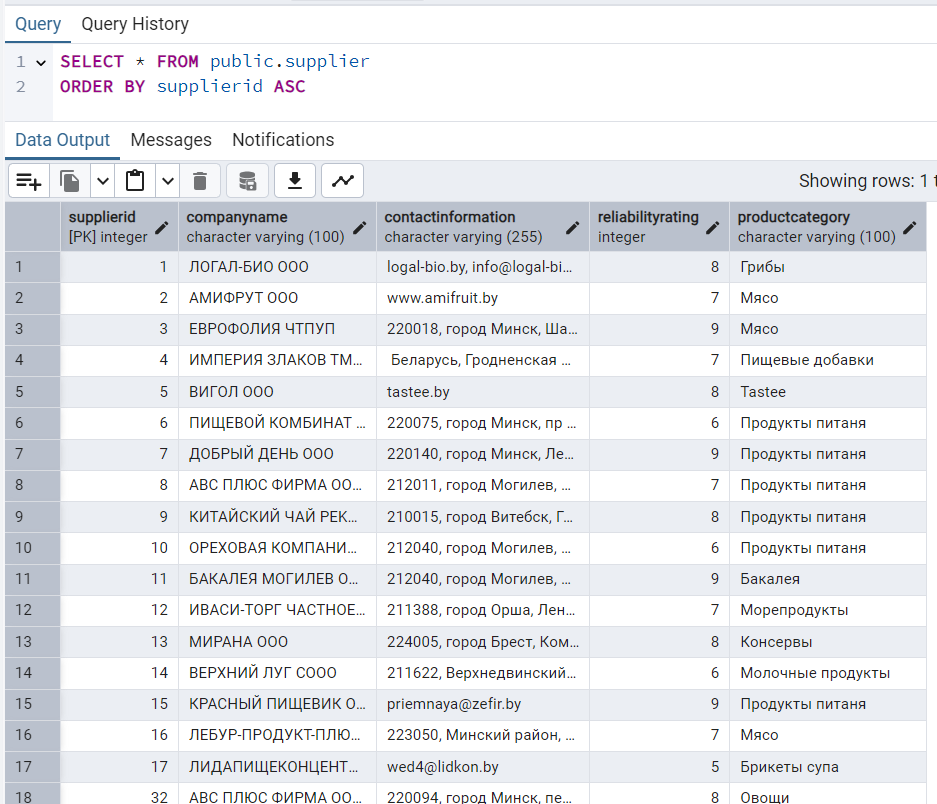 Query Query History
1 SELECT * FROM public.supplier
2 ORDER BY supplierid ASC
Data Output Messages Notifications
Showing rows: 1 t
supplierid companyname contactinformation reliabilityrating productcategory
[PK] integer character varying (100) character varying (255) integer character varying (100)
1 1 ЛОГАЛ-БИО ООО logal-bio.by, info@logal-bi... 8 Грибы
2 2 АМИФРУТ ООО www.amifruit.by 7 Мясо
3 3 ЕВРОФОЛИЯ ЧТПУП 220018, город Минск, Ша... 9 Мясо
4 4 ИМПЕРИЯ ЗЛАКОВ ТМ... Беларусь, Гродненская ... 7 Пищевые добавки
5 5 ВИГОЛ ООО tastee.by 8 Tastee
6 6 ПИЩЕВОЙ КОМБИНАТ ... 220075, город Минск, пр ... 6 Продукты питаня
7 7 ДОБРЫЙ ДЕНЬ ООО 220140, город Минск, Ле... 9 Продукты питаня
8 8 АВС ПЛЮС ФИРМА ОО... 212011, город Могилев, ... 7 Продукты питаня
9 9 КИТАЙСКИЙ ЧАЙ РЕК... 210015, город Витебск, Г... 8 Продукты питаня
10 10 ОРЕХОВАЯ КОМПАНИ... 212040, город Могилев, ... 6 Продукты питаня
11 11 БАКАЛЕЯ МОГИЛЕВ О... 212040, город Могилев, ... 9 Бакалея
12 12 ИВАСИ-ТОРГ ЧАСТНОЕ... 211388, город Орша, Лен... 7 Морепродукты
13 13 МИРАНА ООО 224005, город Брест, Ком... 8 Консервы
14 14 ВЕРХНИЙ ЛУГ СООО 211622, Верхнедвинский... 6 Молочные продукты
15 15 КРАСНЫЙ ПИЩЕВИК О... priemnaya@zefir.by 9 Продукты питаня
16 16 ЛЕБУР-ПРОДУКТ-ПЛЮ... 223050, Минский район, ... 7 Мясо
17 17 ЛИДАПИЩЕКОНЦЕНТ... wed4@lidkon.by 5 Брикеты супа
18 32 АВС ПЛЮС ФИРМА ОО... 220094, город Минск, пе... 8 Овощи